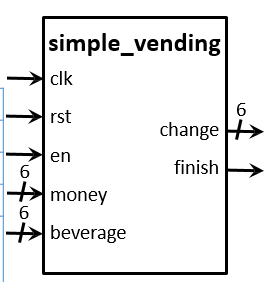 simple_vending
clk
rst
en
6
money
6
beverage
6
change
finish